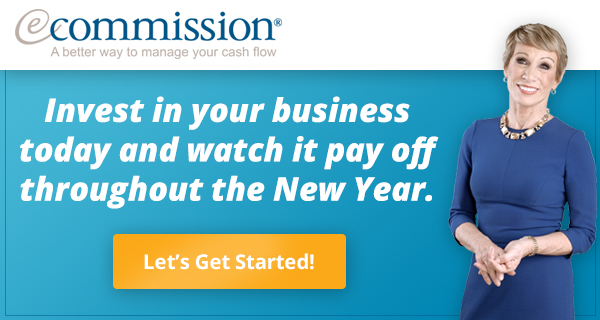 ecommission®
A better way to manage your cash flow
Invest in your business
today and watch it pay off
throughout the New Year.
Let's Get Started!